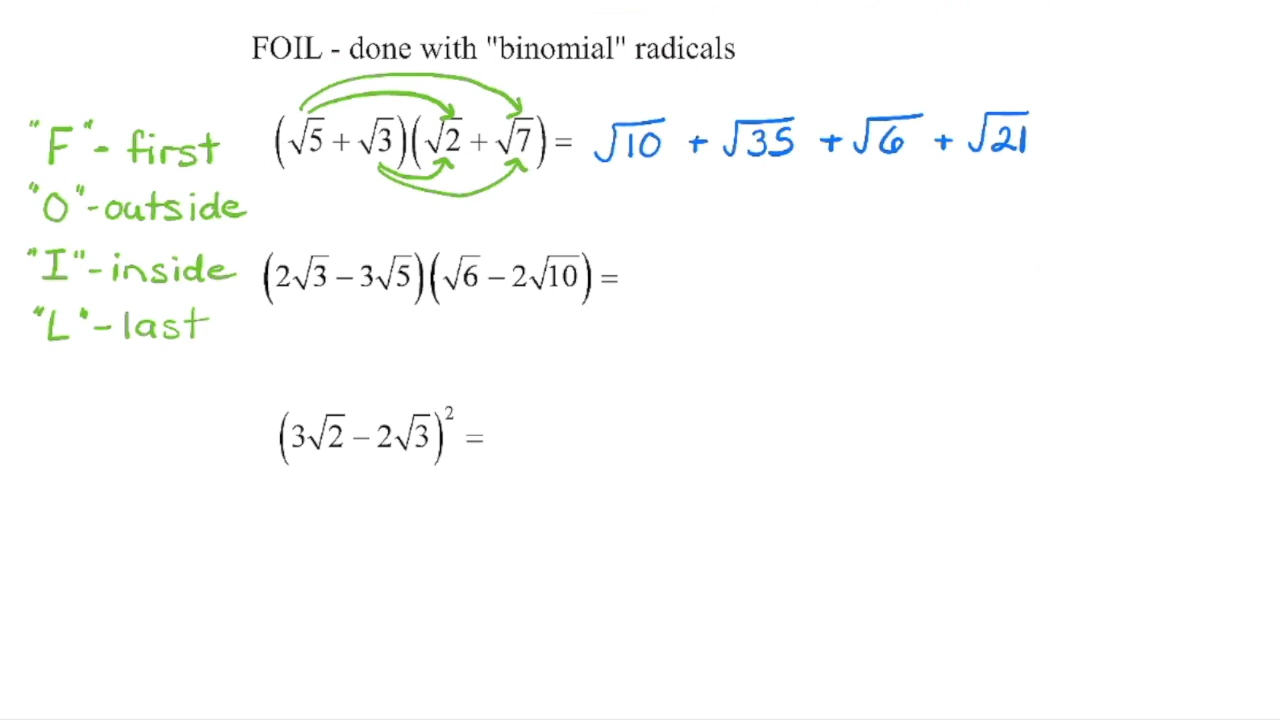 FOIL - done with "binomial" radicals
(√5 + √3)(√2 + √7) = √10 + √35 + √6 + √21
"F" - first
"O" - outside
"I" - inside
"L" - last
(2√3 − 3√5)(√6 − 2√10) =
(3√2 − 2√3)² =